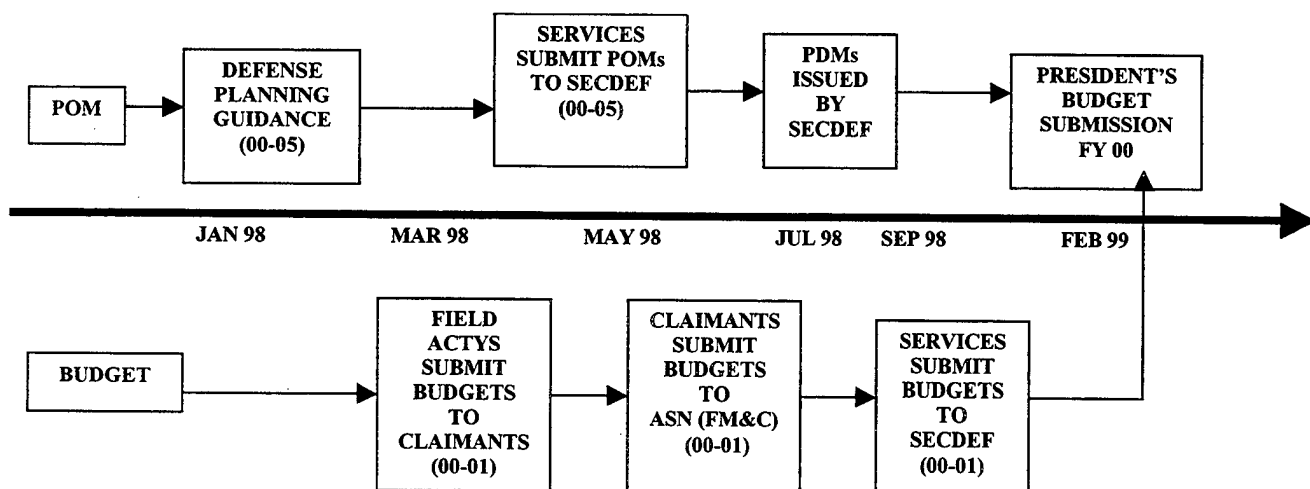 POM
DEFENSE
PLANNING
GUIDANCE
(00-05)
SERVICES
SUBMIT POMs
TO SECDEF
(00-05)
PDMs
ISSUED
BY
SECDEF
PRESIDENT'S
BUDGET
SUBMISSION
FY 00
JAN 98
MAR 98
MAY 98
JUL 98
SEP 98
FEB 99
BUDGET
FIELD
ACTYS
SUBMIT
BUDGETS
TO
CLAIMANTS
(00-01)
CLAIMANTS
SUBMIT
BUDGETS
TO
ASN (FM&C)
(00-01)
SERVICES
SUBMIT
BUDGETS
TO
SECDEF
(00-01)